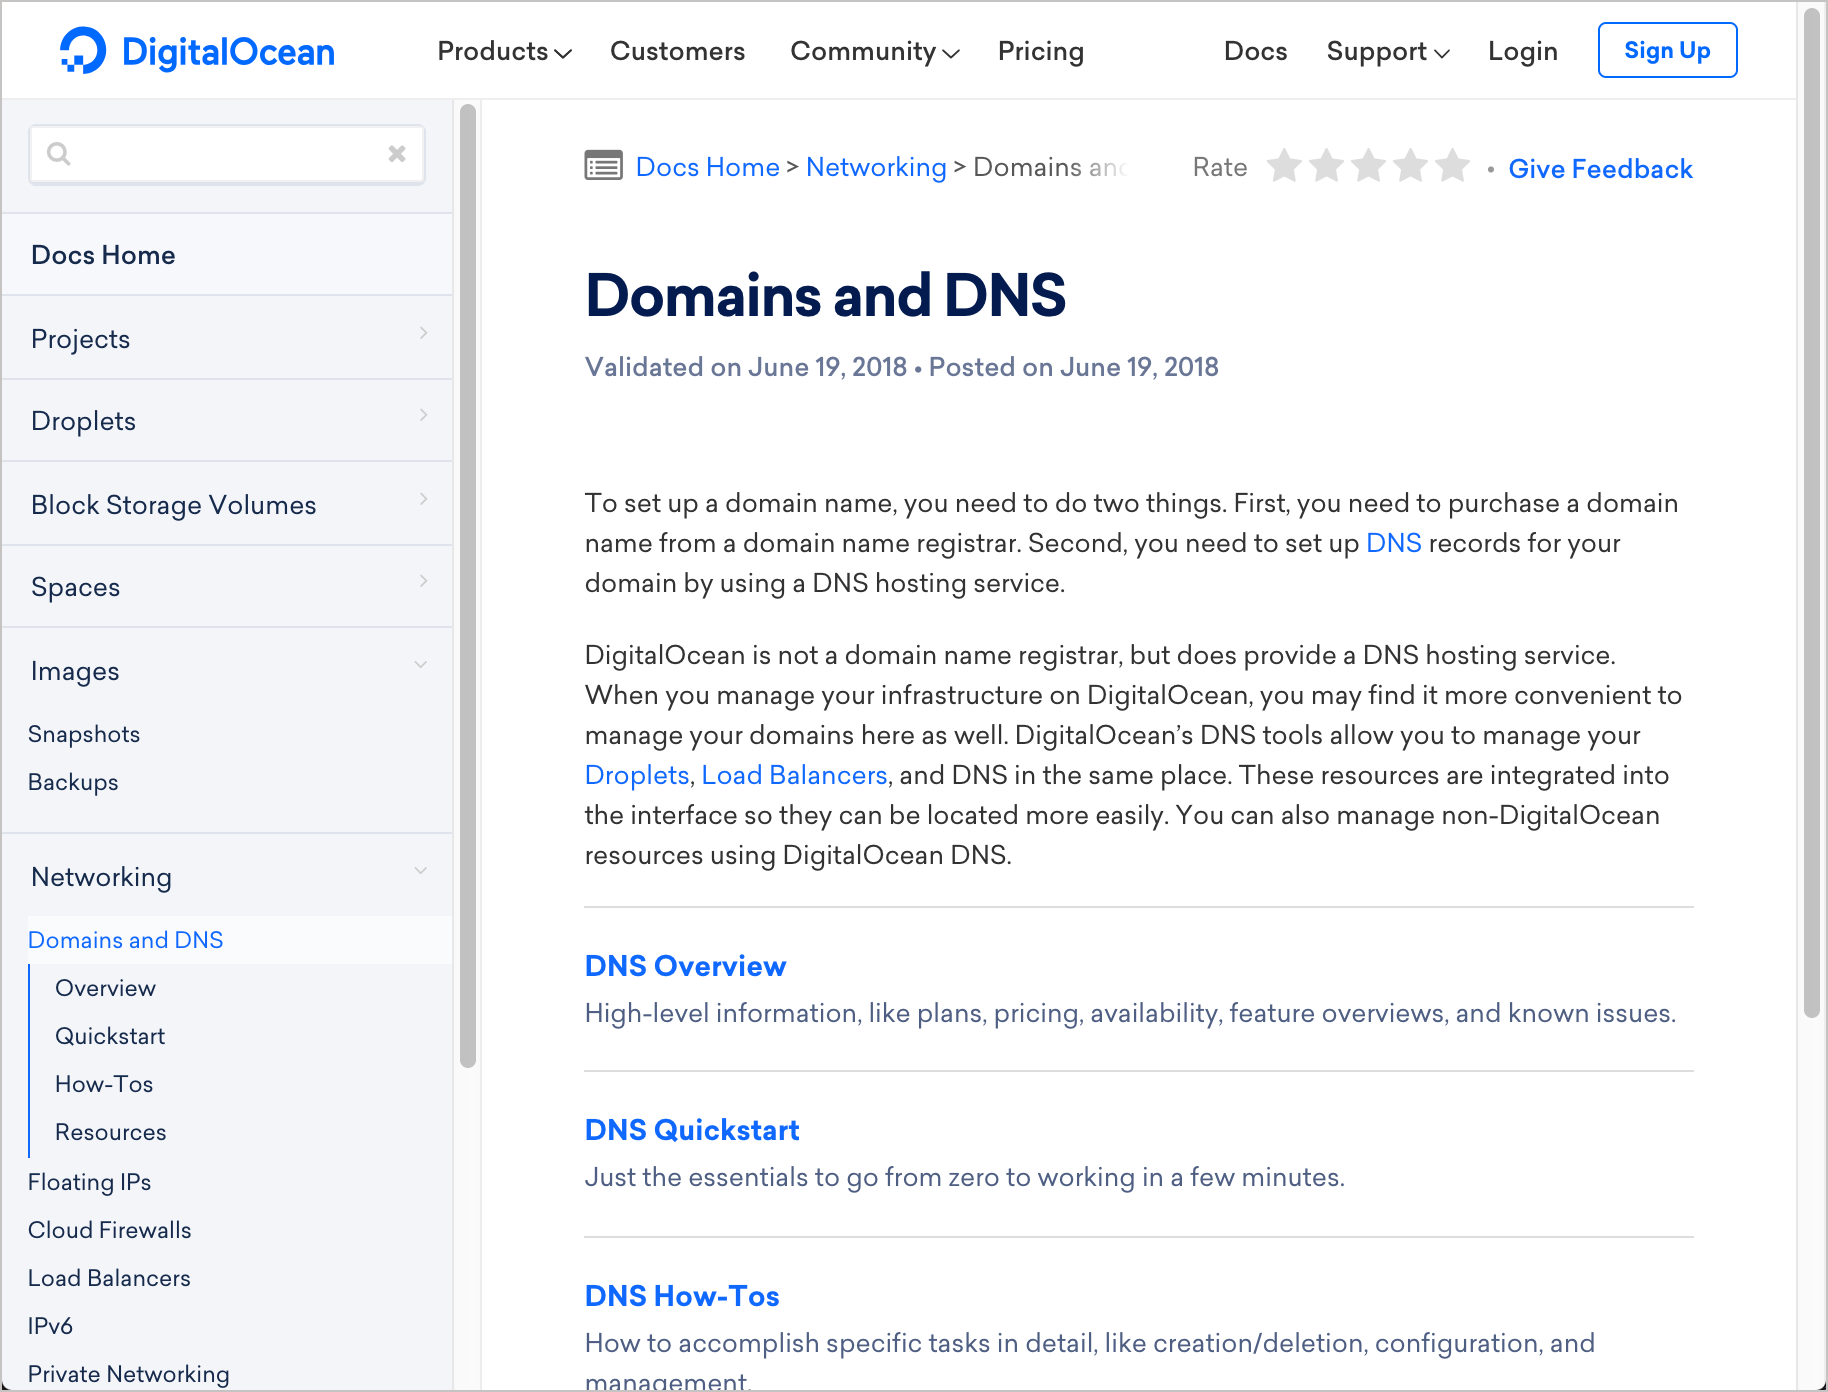 DigitalOcean Products Customers Community Pricing Docs Support Login Sign Up
Docs Home
Projects
Droplets
Block Storage Volumes
Spaces
Images
Snapshots
Backups
Networking
Domains and DNS
Overview
Quickstart
How-Tos
Resources
Floating IPs
Cloud Firewalls
Load Balancers
IPv6
Private Networking
Docs Home > Networking > Domains and Rate • Give Feedback
Domains and DNS
Validated on June 19, 2018 • Posted on June 19, 2018
To set up a domain name, you need to do two things. First, you need to purchase a domain
name from a domain name registrar. Second, you need to set up DNS records for your
domain by using a DNS hosting service.
DigitalOcean is not a domain name registrar, but does provide a DNS hosting service.
When you manage your infrastructure on DigitalOcean, you may find it more convenient to
manage your domains here as well. DigitalOcean’s DNS tools allow you to manage your
Droplets, Load Balancers, and DNS in the same place. These resources are integrated into
the interface so they can be located more easily. You can also manage non-DigitalOcean
resources using DigitalOcean DNS.
DNS Overview
High-level information, like plans, pricing, availability, feature overviews, and known issues.
DNS Quickstart
Just the essentials to go from zero to working in a few minutes.
DNS How-Tos
How to accomplish specific tasks in detail, like creation/deletion, configuration, and
management.